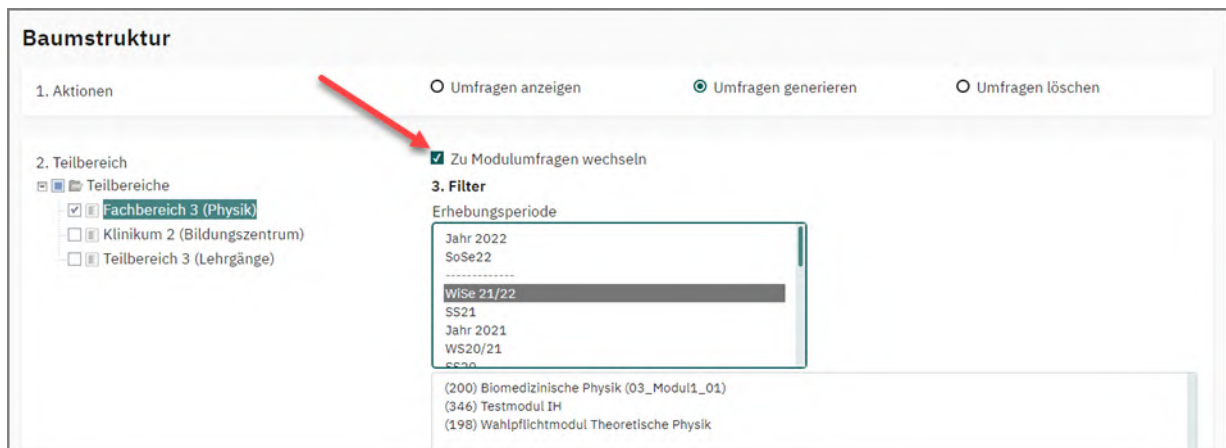 Baumstruktur
1. Aktionen
Umfragen anzeigen
Umfragen generieren
Umfragen löschen
2. Teilbereich
Teilbereiche
Fachbereich 3 (Physik)
Klinikum 2 (Bildungszentrum)
Teilbereich 3 (Lehrgänge)
Zu Modulumfragen wechseln
3. Filter
Erhebungsperiode
Jahr 2022
SoSe22
-------------
WiSe 21/22
SS21
Jahr 2021
WS20/21
SS20
(200) Biomedizinische Physik (03_Modul1_01)
(346) Testmodul IH
(198) Wahlpflichtmodul Theoretische Physik